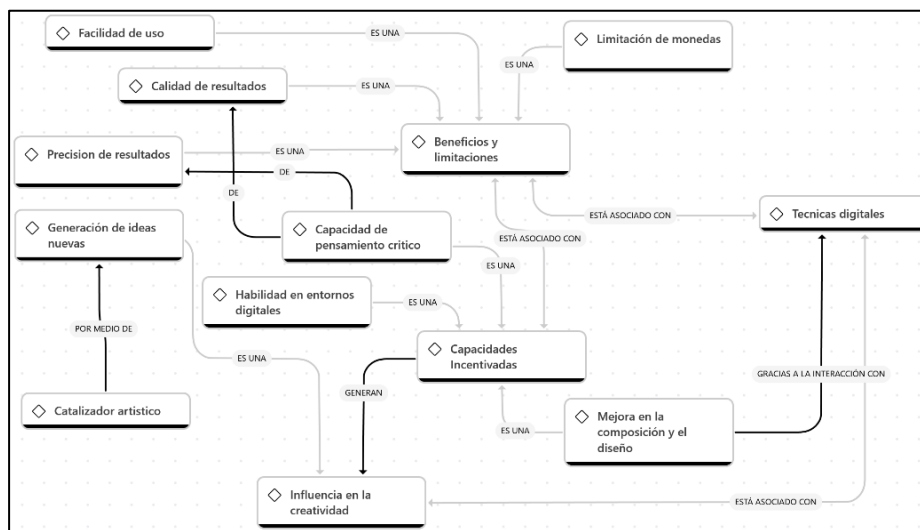 Facilidad de uso
ES UNA
Limitación de monedas
ES UNA
Calidad de resultados
ES UNA
Beneficios y
limitaciones
Precision de resultados
ES UNA
DE
DE
Generación de ideas
nuevas
Capacidad de
pensamiento critico
ESTÁ ASOCIADO CON
ESTÁ ASOCIADO CON
Tecnicas digitales
ES UNA
Habilidad en entornos
digitales
ES UNA
POR MEDIO DE
ES UNA
Capacidades
Incentivadas
GENERAN
GRACIAS A LA INTERACCIÓN CON
Catalizador artistico
ES UNA
Mejora en la
composición y el
diseño
Influencia en la
creatividad
ESTÁ ASOCIADO CON